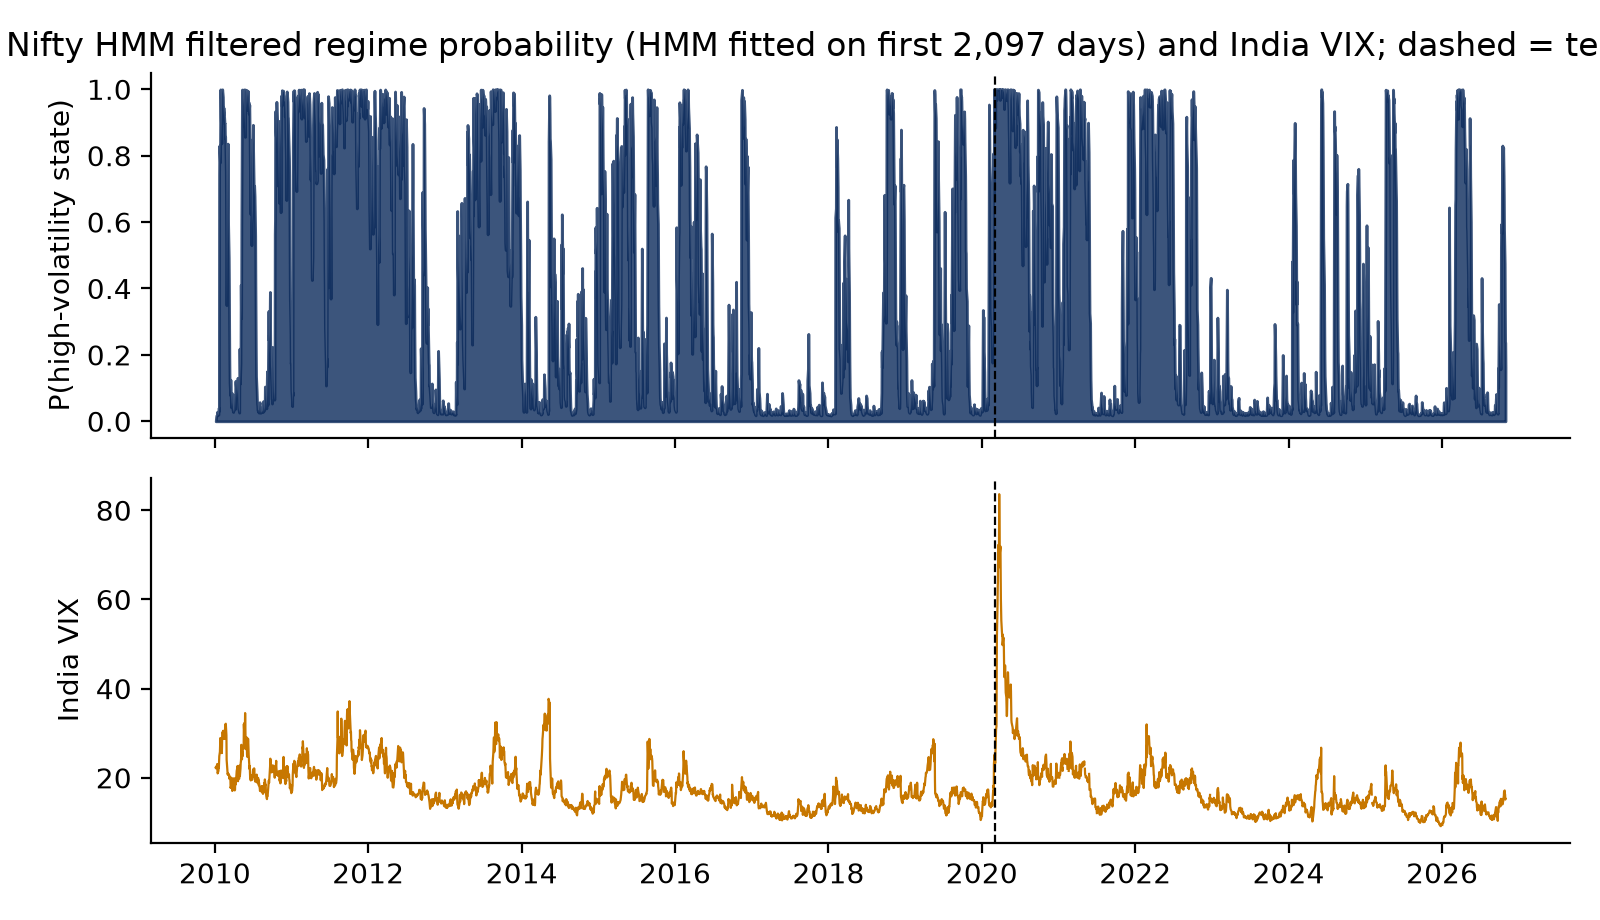 Nifty HMM filtered regime probability (HMM fitted on first 2,097 days) and India VIX; dashed = te
P(high-volatility state)
1.0
0.8
0.6
0.4
0.2
0.0
India VIX
80
60
40
20
2010 2012 2014 2016 2018 2020 2022 2024 2026